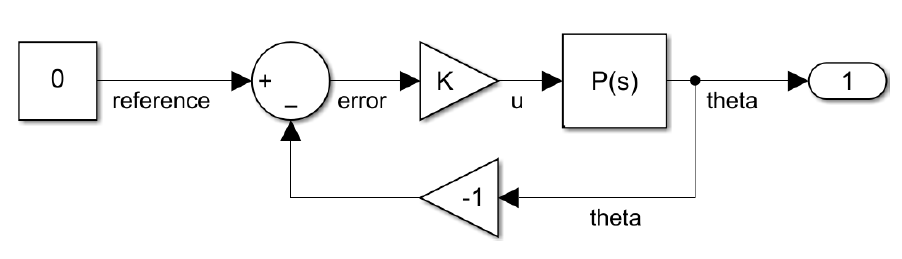 0
reference
+
−
error
K
u
P(s)
theta
1
-1
theta